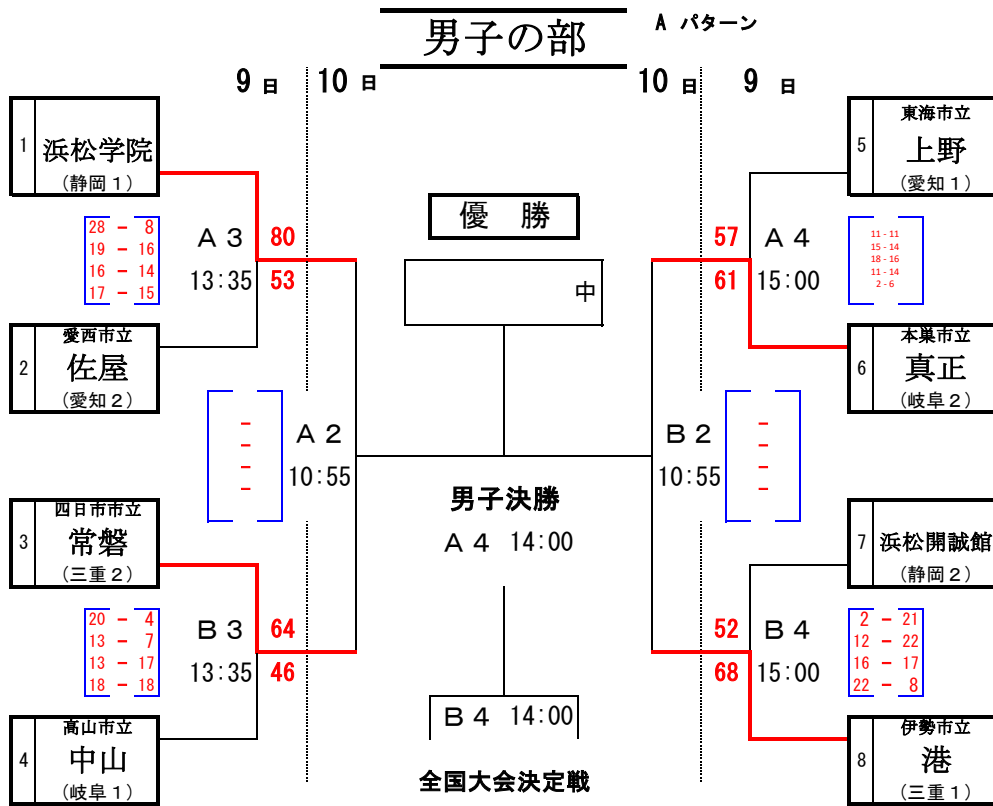 男子の部
A パターン
9 日
10 日
10 日
9 日
1
浜松学院
(静岡1)
28 - 8
19 - 16
16 - 14
17 - 15
A3
13:35
80
53
2
愛西市立
佐屋
(愛知2)
優 勝
中
5
東海市立
上野
(愛知1)
57
61
A4
15:00
11 - 11
15 - 14
18 - 16
11 - 14
2 - 6
6
本巣市立
真正
(岐阜2)
-
-
-
-
A2
10:55
B2
10:55
-
-
-
-
男子決勝
A4 14:00
3
四日市市立
常磐
(三重2)
20 - 4
13 - 7
13 - 17
18 - 18
B3
13:35
64
46
4
高山市立
中山
(岐阜1)
7
浜松開誠館
(静岡2)
52
68
B4
15:00
2 - 21
12 - 22
16 - 17
22 - 8
8
伊勢市立
港
(三重1)
B4 14:00
全国大会決定戦